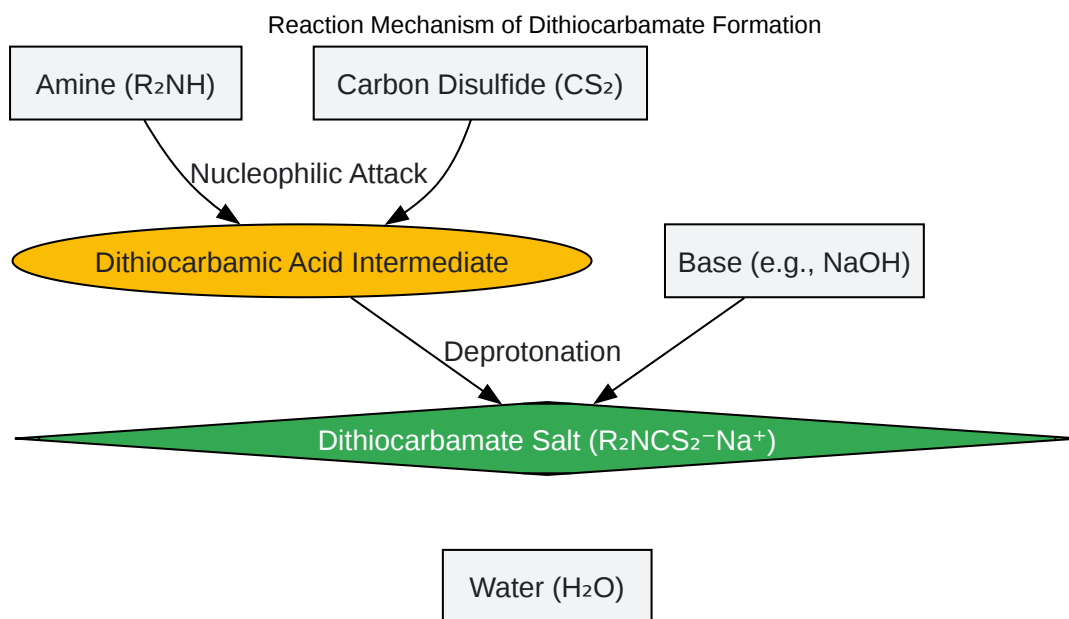 Reaction Mechanism of Dithiocarbamate Formation
Amine (R₂NH)
Carbon Disulfide (CS₂)
Nucleophilic Attack
Dithiocarbamic Acid Intermediate
Base (e.g., NaOH)
Deprotonation
Dithiocarbamate Salt (R₂NCS₂⁻Na⁺)
Water (H₂O)